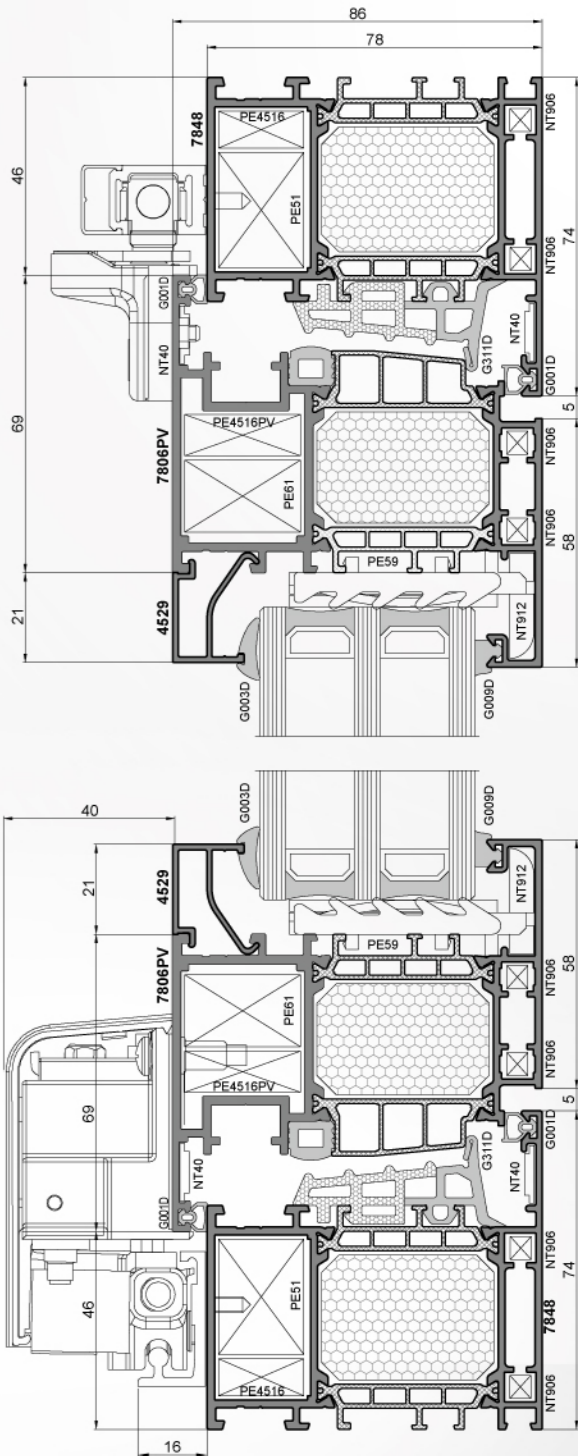 86
78
7848
PE4516
NT906
46
PE51
74
NT906
G001D
NT40
G311D
NT40
G001D
5
69
7806PV
PE4516PV
NT906
PE61
NT906
58
PE59
21
4529
NT912
G003D
G009D
40
G003D
G009D
21
4529
NT912
PE59
58
7806PV
NT906
PE61
NT906
PE4516PV
69
5
G001D
G311D
NT40
NT40
G001D
NT906
46
PE51
7848
74
PE4516
NT906
16